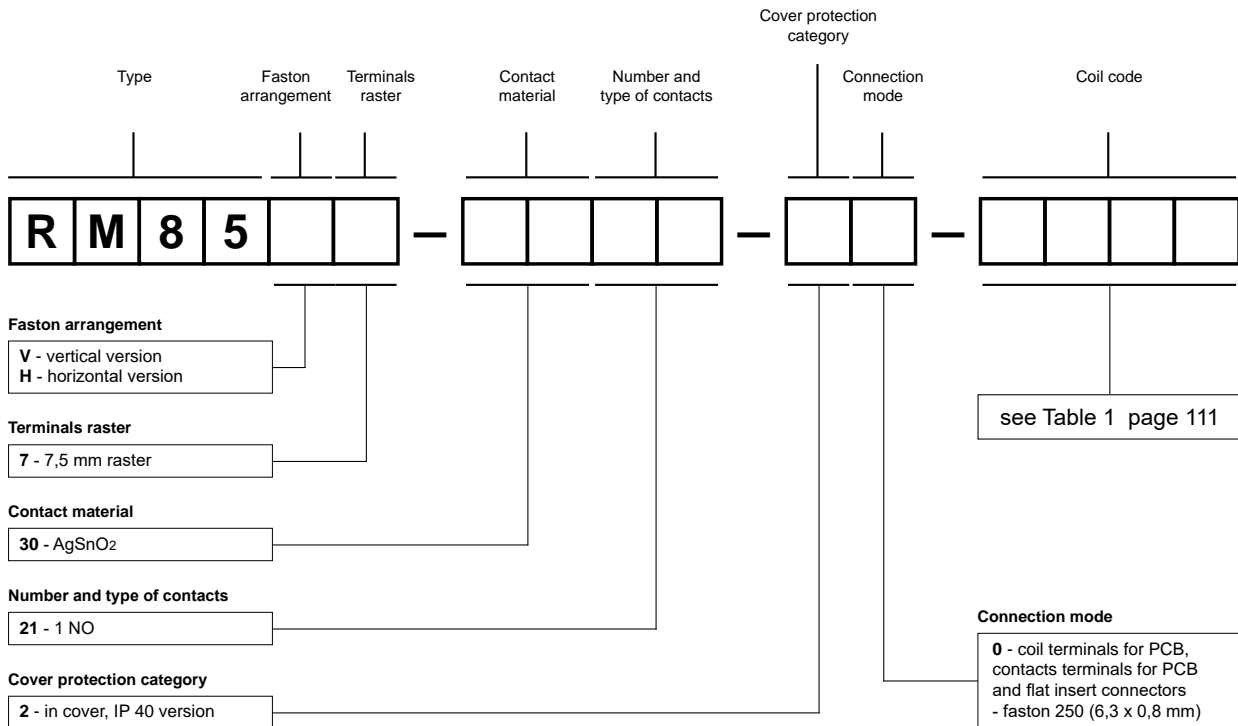 Cover protection
category
Type
Faston
arrangement
Terminals
raster
Contact
material
Number and
type of contacts
Connection
mode
Coil code
R M 8 5 – – –
Faston arrangement
V - vertical version
H - horizontal version
Terminals raster
7 - 7,5 mm raster
Contact material
30 - AgSnO2
Number and type of contacts
21 - 1 NO
Cover protection category
2 - in cover, IP 40 version
see Table 1 page 111
Connection mode
0 - coil terminals for PCB,
contacts terminals for PCB
and flat insert connectors
- faston 250 (6,3 x 0,8 mm)